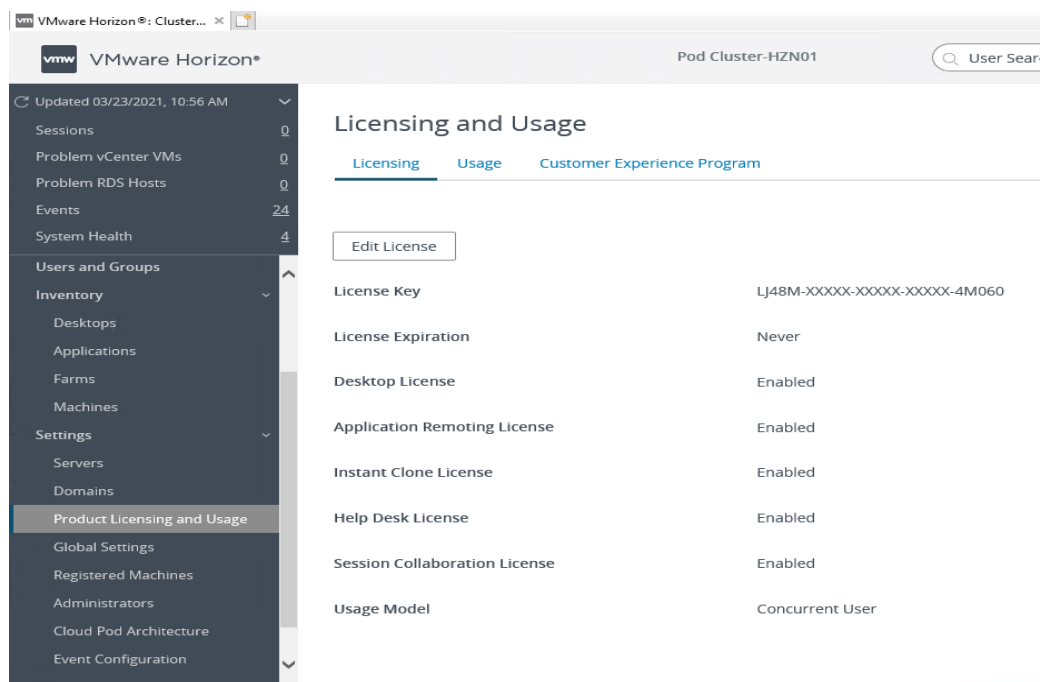 VMware Horizon®: Cluster...
vmw VMware Horizon®
Pod Cluster-HZN01
User Sear
Updated 03/23/2021, 10:56 AM
Sessions 0
Problem vCenter VMs 0
Problem RDS Hosts 0
Events 24
System Health 4
Users and Groups
Inventory
Desktops
Applications
Farms
Machines
Settings
Servers
Domains
Product Licensing and Usage
Global Settings
Registered Machines
Administrators
Cloud Pod Architecture
Event Configuration
Licensing and Usage
Licensing Usage Customer Experience Program
Edit License
License Key LJ48M-XXXXX-XXXXX-XXXXX-4M060
License Expiration Never
Desktop License Enabled
Application Remoting License Enabled
Instant Clone License Enabled
Help Desk License Enabled
Session Collaboration License Enabled
Usage Model Concurrent User